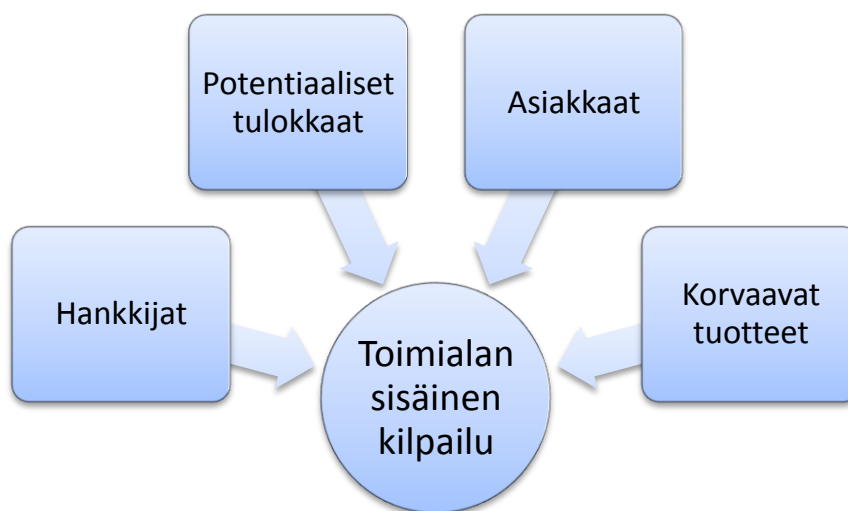 Potentiaaliset
tulokkaat
Asiakkaat
Hankkijat
Korvaavat
tuotteet
Toimialan
sisäinen
kilpailu